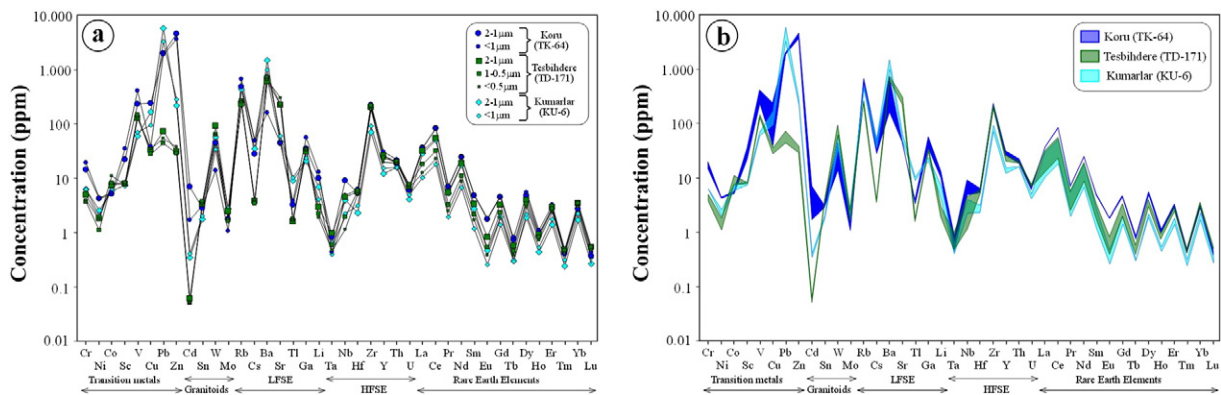 a
Concentration (ppm)
10.000
1.000
100
10
1
0.1
0.01
2-1µm
<1µm
Koru
(TK-64)
2-1µm
1-0.5µm
<0.5µm
Tesbihdere
(TD-171)
2-1µm
<1µm
Kumarlar
(KU-6)
Cr Co V Pb Cd W Rb Ba Tl Li Nb Zr Th La Pr Sm Gd Dy Er Yb
Ni Sc Cu Zn Sn Mo Cs Sr Ga Ta Hf Y U Ce Nd Eu Tb Ho Tm Lu
Transition metals
Granitoids
LFSE
HFSE
Rare Earth Elements
b
Concentration (ppm)
10.000
1.000
100
10
1
0.1
0.01
Koru (TK-64)
Tesbihdere (TD-171)
Kumarlar (KU-6)
Cr Co V Pb Cd W Rb Ba Tl Li Nb Zr Th La Pr Sm Gd Dy Er Yb
Ni Sc Cu Zn Sn Mo Cs Sr Ga Ta Hf Y U Ce Nd Eu Tb Ho Tm Lu
Transition metals
Granitoids
LFSE
HFSE
Rare Earth Elements